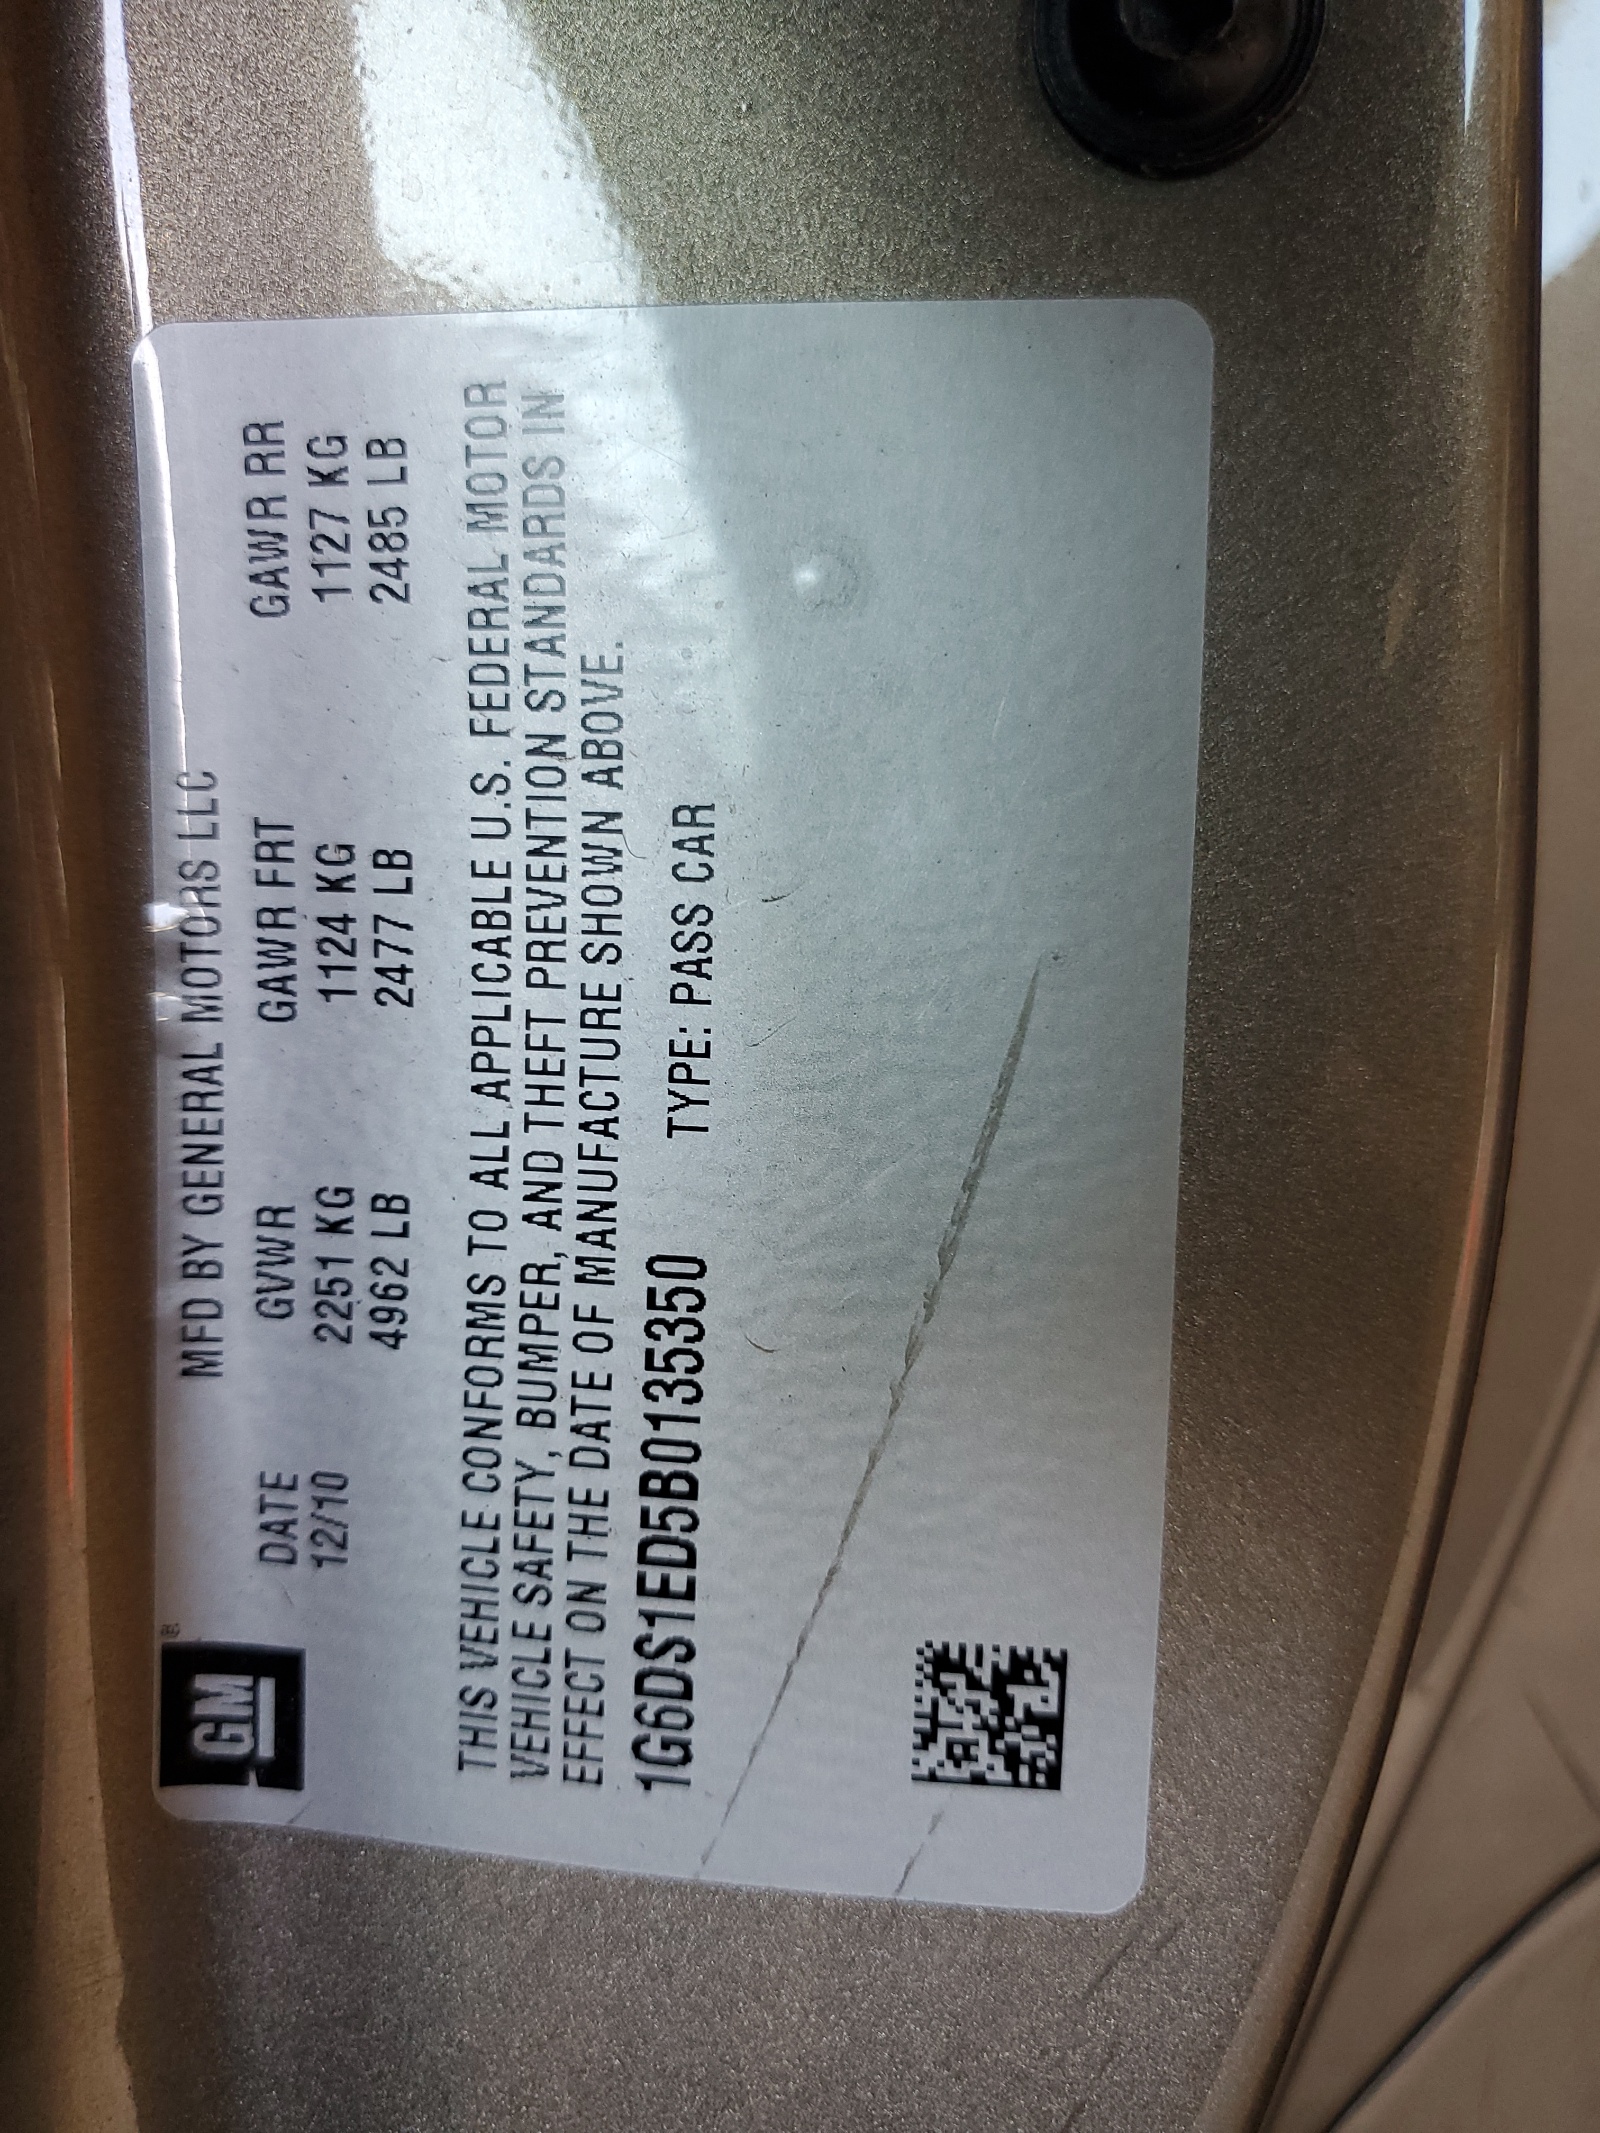 GM
MFD BY GENERAL MOTORS LLC
DATE GVWR GAWR FRT GAWR RR
12/10 2251 KG 1124 KG 1127 KG
4962 LB 2477 LB 2485 LB
THIS VEHICLE CONFORMS TO ALL APPLICABLE U.S. FEDERAL MOTOR
VEHICLE SAFETY, BUMPER, AND THEFT PREVENTION STANDARDS IN
EFFECT ON THE DATE OF MANUFACTURE SHOWN ABOVE.
1G6DS1ED5B0135350 TYPE: PASS CAR